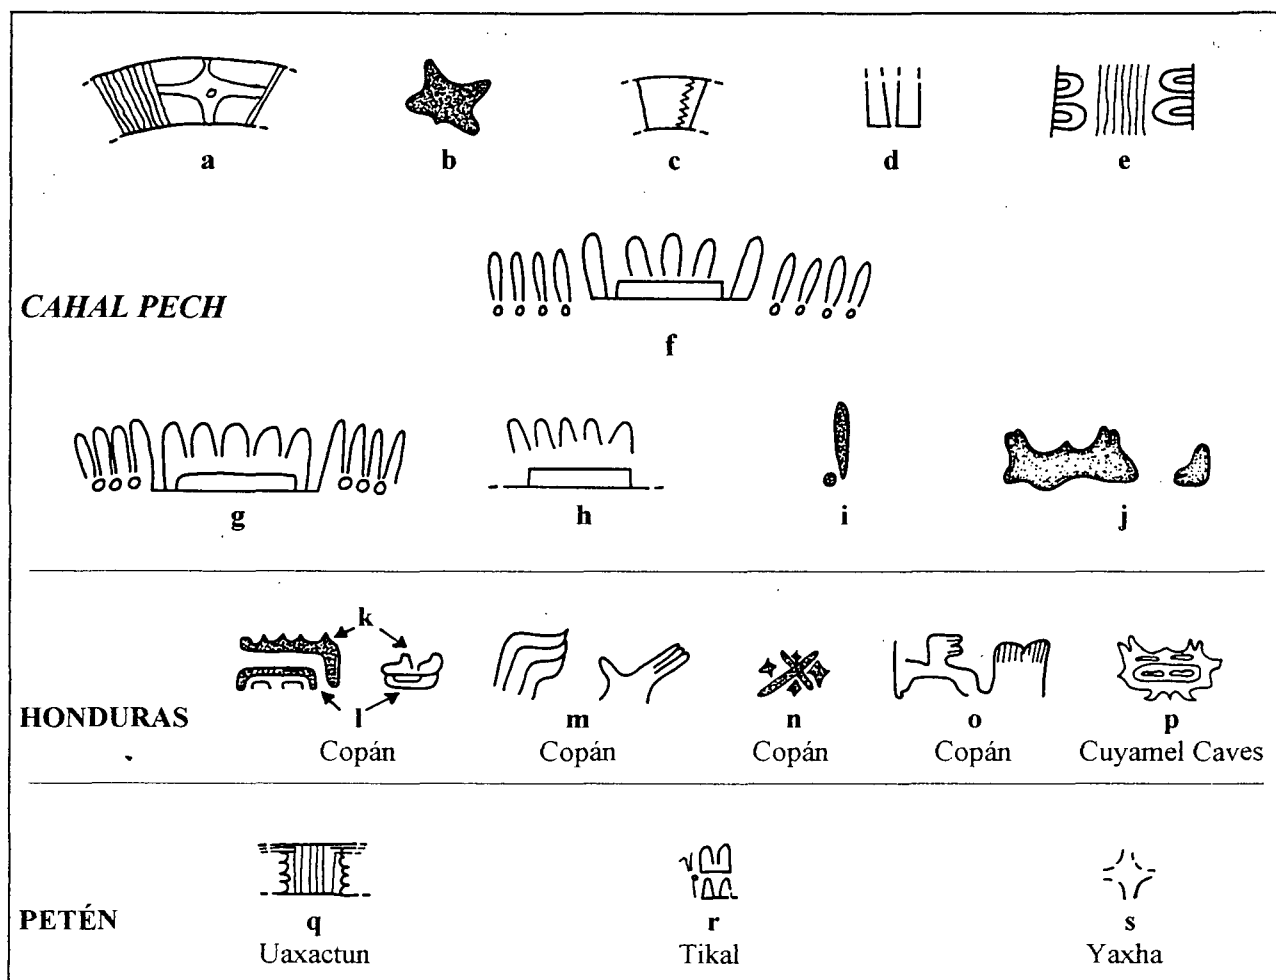 a b c d e
CAHAL PECH
f
g h i j
k
HONDURAS
l m n o p
Copán Copán Copán Copán Cuyamel Caves
PETÉN
q r s
Uaxactun Tikal Yaxha